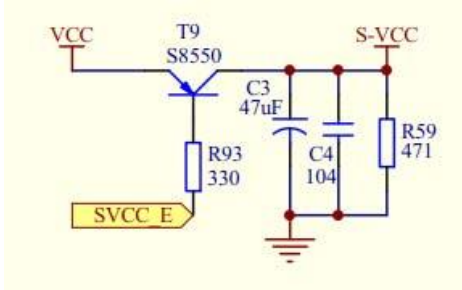 VCC
T9
S8550
S-VCC
C3
47uF
R93
330
C4
104
R59
471
SVCC_E